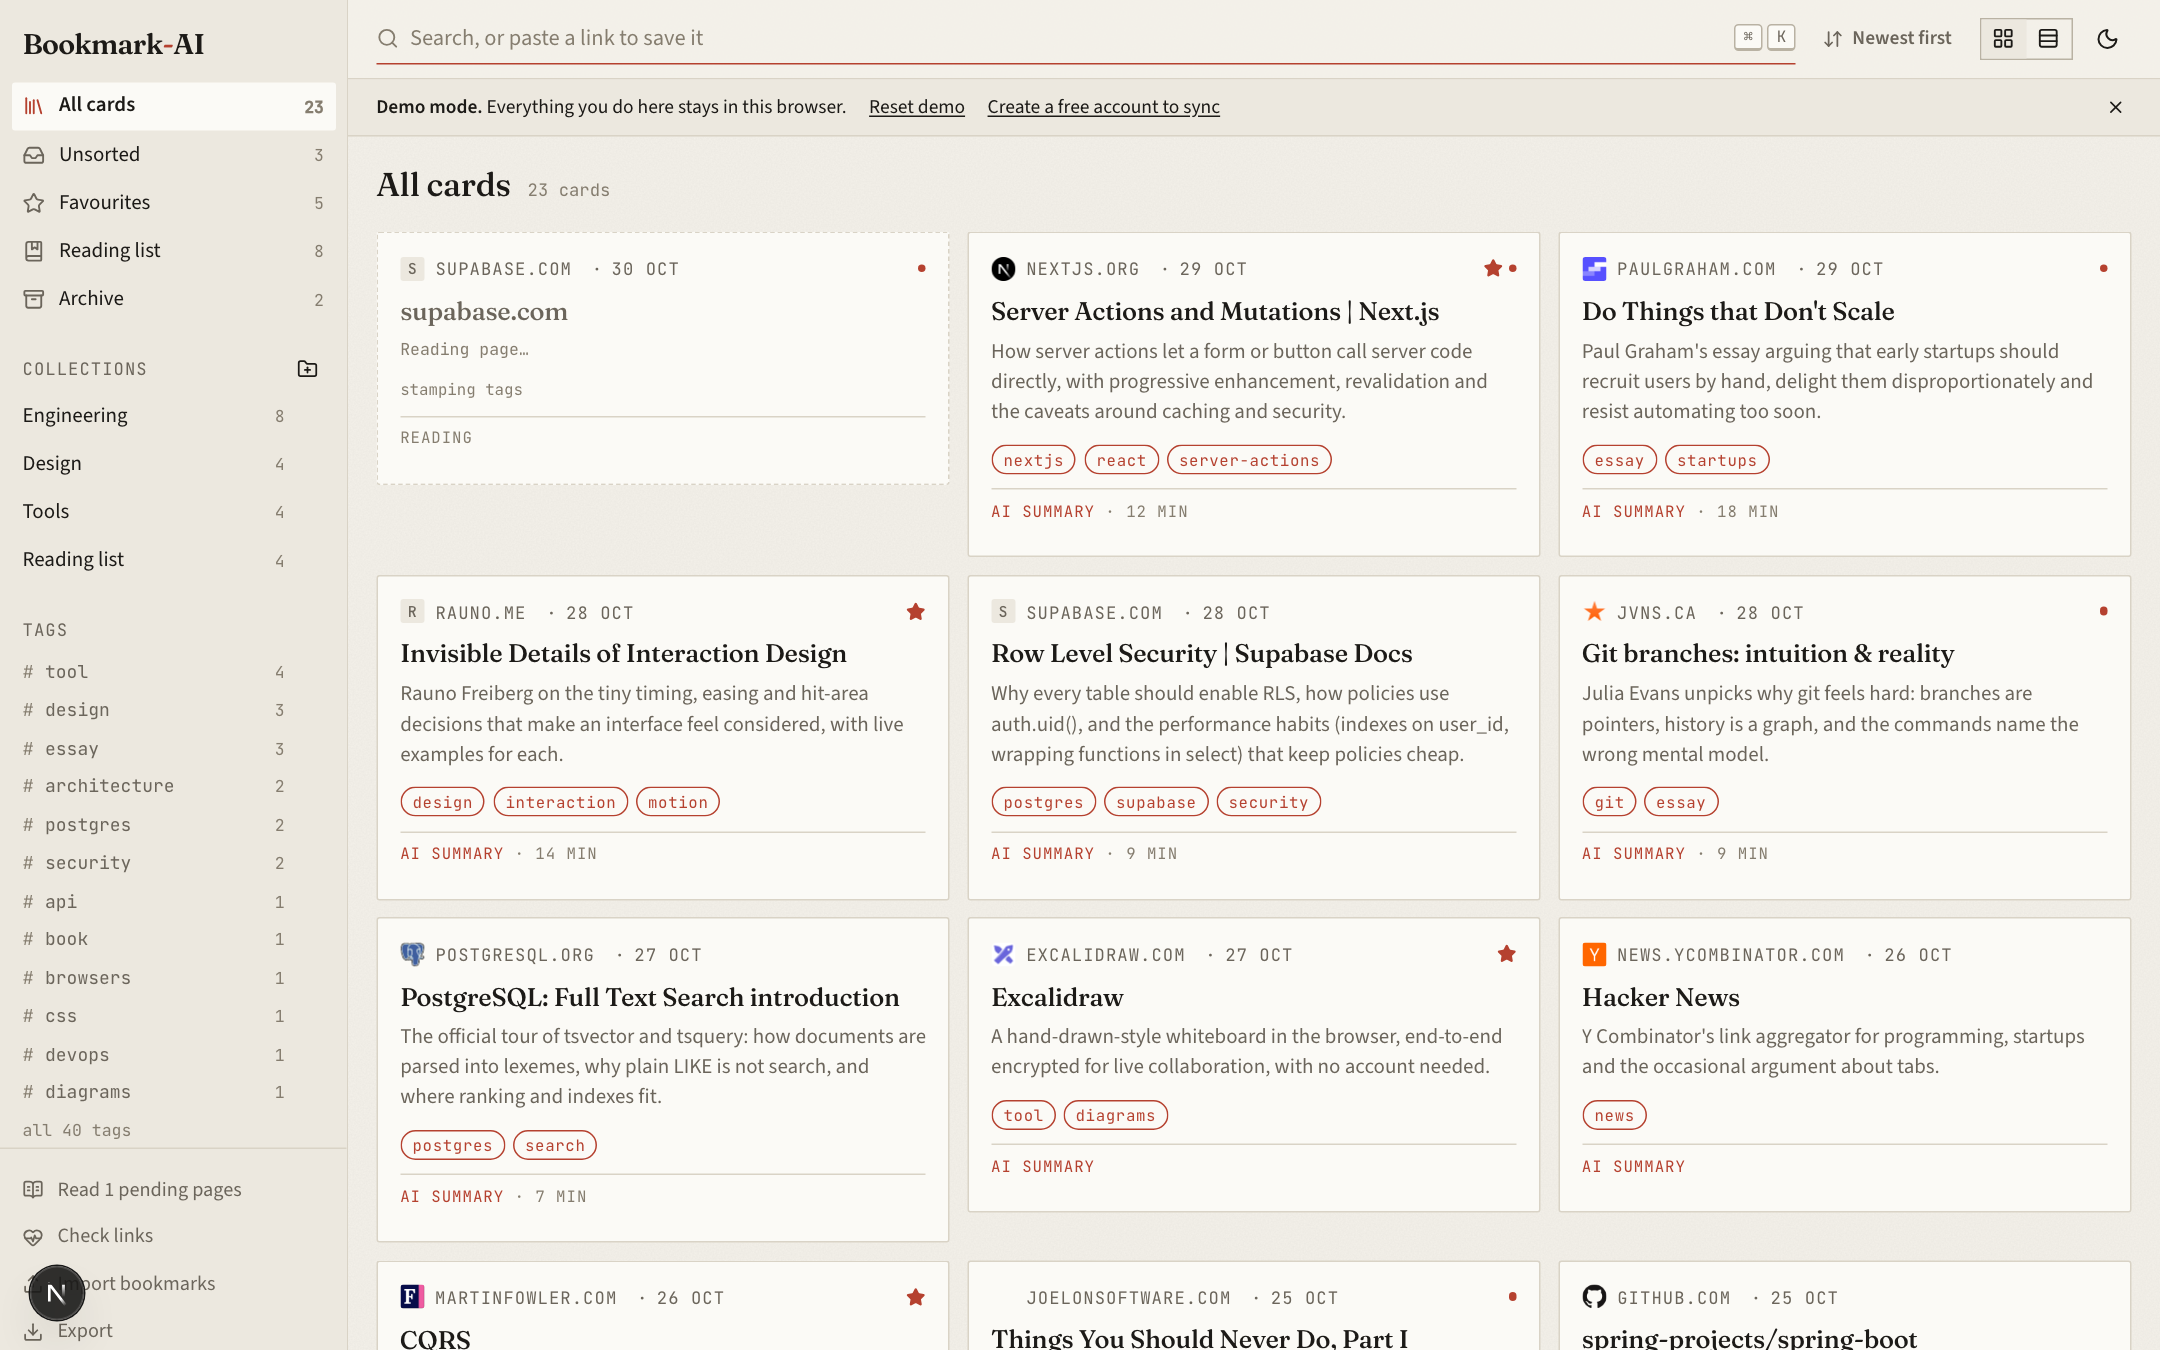 Bookmark-AI
All cards 23
Unsorted 3
Favourites 5
Reading list 8
Archive 2
COLLECTIONS
Engineering 8
Design 4
Tools 4
Reading list 4
TAGS
# tool 4
# design 3
# essay 3
# architecture 2
# postgres 2
# security 2
# api 1
# book 1
# browsers 1
# css 1
# devops 1
# diagrams 1
all 40 tags
Read 1 pending pages
Check links
port bookmarks
Export
N
Search, or paste a link to save it
⌘ K
Newest first
Demo mode. Everything you do here stays in this browser. Reset demo Create a free account to sync
All cards 23 cards
S SUPABASE.COM · 30 OCT
supabase.com
Reading page…
stamping tags
READING
N NEXTJS.ORG · 29 OCT
Server Actions and Mutations | Next.js
How server actions let a form or button call server code
directly, with progressive enhancement, revalidation and
the caveats around caching and security.
nextjs react server-actions
AI SUMMARY · 12 MIN
PAULGRAHAM.COM · 29 OCT
Do Things that Don't Scale
Paul Graham's essay arguing that early startups should
recruit users by hand, delight them disproportionately and
resist automating too soon.
essay startups
AI SUMMARY · 18 MIN
R RAUNO.ME · 28 OCT
Invisible Details of Interaction Design
Rauno Freiberg on the tiny timing, easing and hit-area
decisions that make an interface feel considered, with live
examples for each.
design interaction motion
AI SUMMARY · 14 MIN
S SUPABASE.COM · 28 OCT
Row Level Security | Supabase Docs
Why every table should enable RLS, how policies use
auth.uid(), and the performance habits (indexes on user_id,
wrapping functions in select) that keep policies cheap.
postgres supabase security
AI SUMMARY · 9 MIN
JVNS.CA · 28 OCT
Git branches: intuition & reality
Julia Evans unpicks why git feels hard: branches are
pointers, history is a graph, and the commands name the
wrong mental model.
git essay
AI SUMMARY · 9 MIN
POSTGRESQL.ORG · 27 OCT
PostgreSQL: Full Text Search introduction
The official tour of tsvector and tsquery: how documents are
parsed into lexemes, why plain LIKE is not search, and
where ranking and indexes fit.
postgres search
AI SUMMARY · 7 MIN
EXCALIDRAW.COM · 27 OCT
Excalidraw
A hand-drawn-style whiteboard in the browser, end-to-end
encrypted for live collaboration, with no account needed.
tool diagrams
AI SUMMARY
Y NEWS.YCOMBINATOR.COM · 26 OCT
Hacker News
Y Combinator's link aggregator for programming, startups
and the occasional argument about tabs.
news
AI SUMMARY
F MARTINFOWLER.COM · 26 OCT
CQRS
JOELONSOFTWARE.COM · 25 OCT
Things You Should Never Do, Part I
GITHUB.COM · 25 OCT
spring-projects/spring-boot